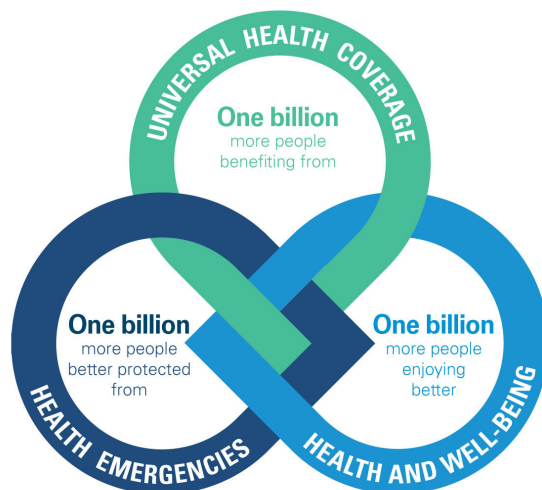 UNIVERSAL HEALTH COVERAGE
One billion
more people
benefiting from
One billion
more people
better protected
from
HEALTH EMERGENCIES
One billion
more people
enjoying
better
HEALTH AND WELL-BEING